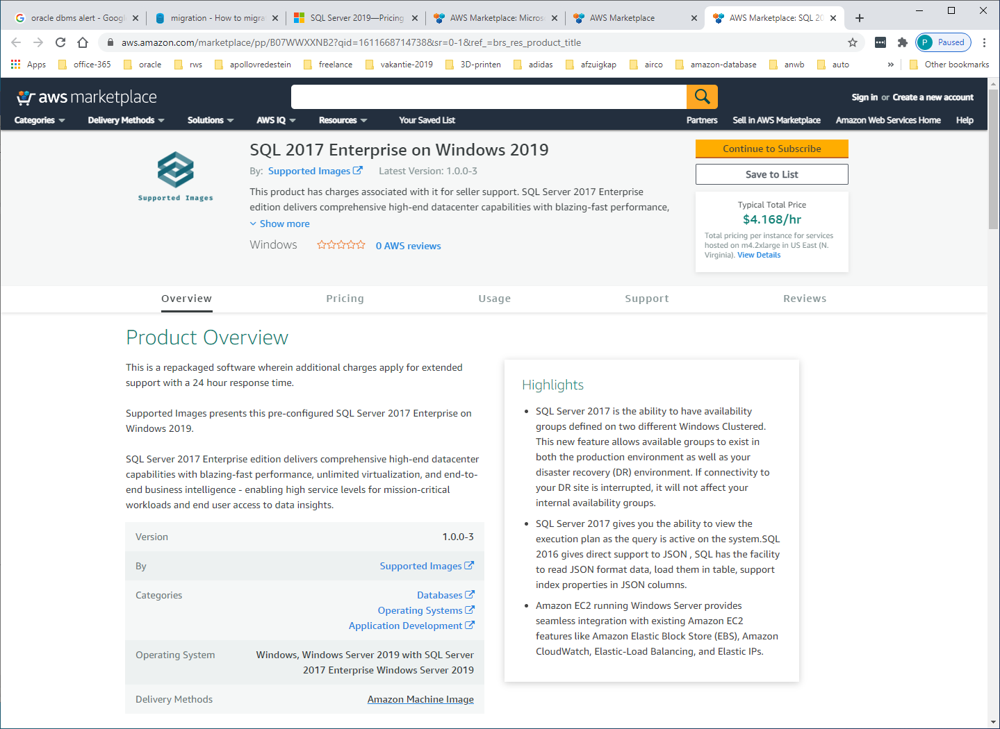 oracle dbms alert - Googl
migration - How to migra
SQL Server 2019—Pricing
AWS Marketplace: Micros
AWS Marketplace
AWS Marketplace: SQL 20
aws.amazon.com/marketplace/pp/B07WWXXNB2?qid=1611668714738&sr=0-1&ref_=brs_res_product_title
P Paused
Apps office-365 oracle rws apollovredestein freelance vakantie-2019 3D-printen adidas afzuigkap airco amazon-database anwb auto » Other bookmarks
aws marketplace
Sign in or Create a new account
Categories Delivery Methods Solutions AWS IQ Resources Your Saved List Partners Sell in AWS Marketplace Amazon Web Services Home Help
Supported Images
SQL 2017 Enterprise on Windows 2019
By: Supported Images Latest Version: 1.0.0-3
This product has charges associated with it for seller support. SQL Server 2017 Enterprise
edition delivers comprehensive high-end datacenter capabilities with blazing-fast performance,
Show more
Windows 0 AWS reviews
Continue to Subscribe
Save to List
Typical Total Price
$4.168/hr
Total pricing per instance for services
hosted on m4.2xlarge in US East (N.
Virginia). View Details
Overview Pricing Usage Support Reviews
Product Overview
This is a repackaged software wherein additional charges apply for extended
support with a 24 hour response time.
Supported Images presents this pre-configured SQL Server 2017 Enterprise on
Windows 2019.
SQL Server 2017 Enterprise edition delivers comprehensive high-end datacenter
capabilities with blazing-fast performance, unlimited virtualization, and end-to-
end business intelligence - enabling high service levels for mission-critical
workloads and end user access to data insights.
Version 1.0.0-3
By Supported Images
Categories Databases
Operating Systems
Application Development
Operating System Windows, Windows Server 2019 with SQL Server
2017 Enterprise Windows Server 2019
Delivery Methods Amazon Machine Image
Highlights
• SQL Server 2017 is the ability to have availability
groups defined on two different Windows Clustered.
This new feature allows available groups to exist in
both the production environment as well as your
disaster recovery (DR) environment. If connectivity to
your DR site is interrupted, it will not affect your
internal availability groups.
• SQL Server 2017 gives you the ability to view the
execution plan as the query is active on the system.SQL
2016 gives direct support to JSON , SQL has the facility
to read JSON format data, load them in table, support
index properties in JSON columns.
• Amazon EC2 running Windows Server provides
seamless integration with existing Amazon EC2
features like Amazon Elastic Block Store (EBS), Amazon
CloudWatch, Elastic-Load Balancing, and Elastic IPs.